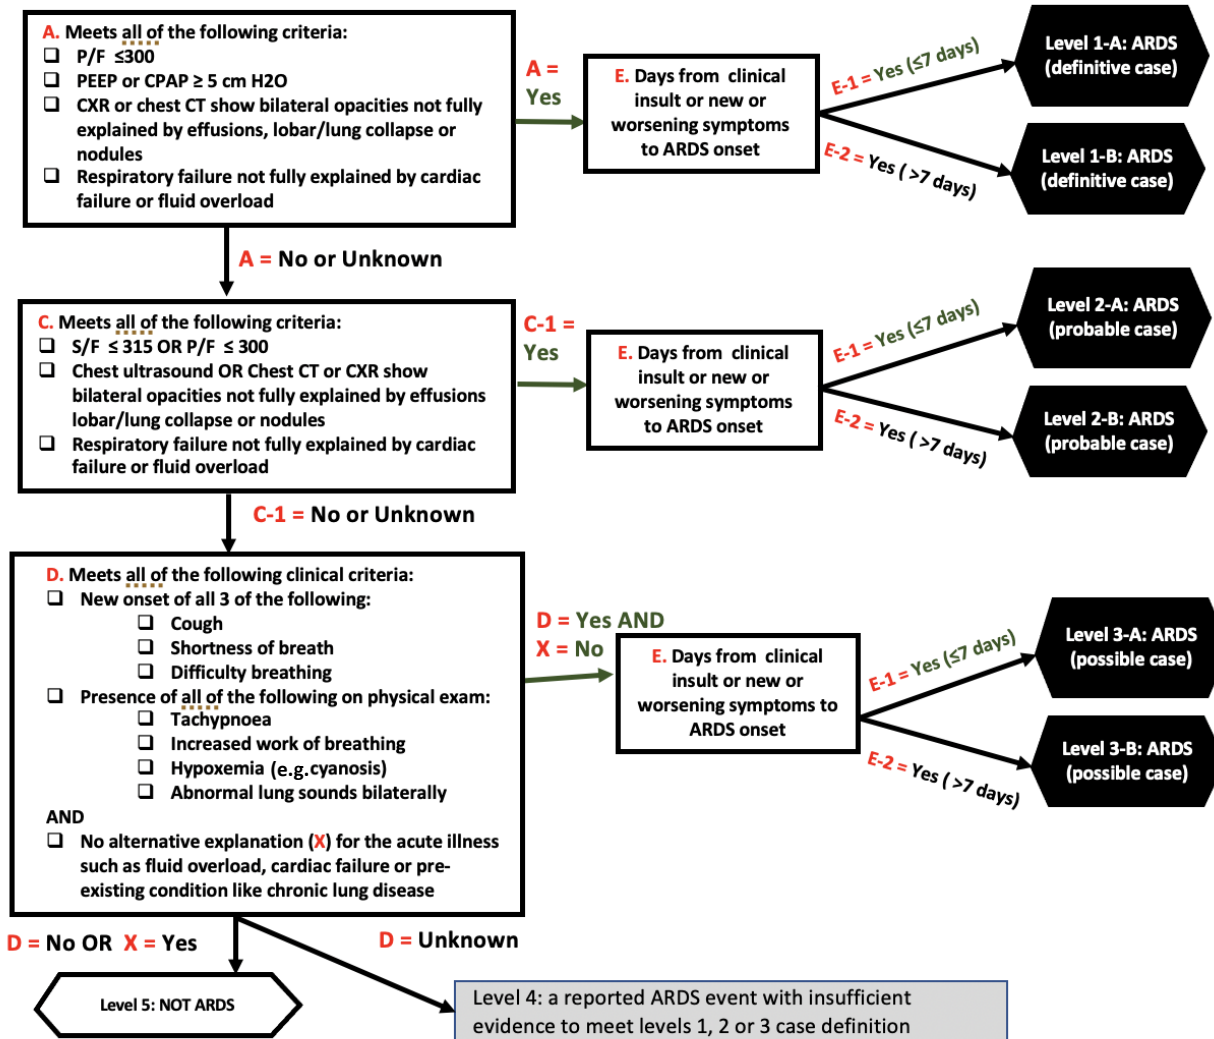 A. Meets all of the following criteria:
P/F ≤300
PEEP or CPAP ≥ 5 cm H2O
CXR or chest CT show bilateral opacities not fully
explained by effusions, lobar/lung collapse or
nodules
Respiratory failure not fully explained by cardiac
failure or fluid overload
A =
Yes
E. Days from clinical
insult or new or
worsening symptoms
to ARDS onset
E-1 = Yes (≤7 days)
E-2 = Yes ( >7 days)
Level 1-A: ARDS
(definitive case)
Level 1-B: ARDS
(definitive case)
A = No or Unknown
C. Meets all of the following criteria:
S/F ≤ 315 OR P/F ≤ 300
Chest ultrasound OR Chest CT or CXR show
bilateral opacities not fully explained by effusions
lobar/lung collapse or nodules
Respiratory failure not fully explained by cardiac
failure or fluid overload
C-1 =
Yes
E. Days from clinical
insult or new or
worsening symptoms
to ARDS onset
E-1 = Yes (≤7 days)
E-2 = Yes ( >7 days)
Level 2-A: ARDS
(probable case)
Level 2-B: ARDS
(probable case)
C-1 = No or Unknown
D. Meets all of the following clinical criteria:
New onset of all 3 of the following:
Cough
Shortness of breath
Difficulty breathing
Presence of all of the following on physical exam:
Tachypnoea
Increased work of breathing
Hypoxemia (e.g.cyanosis)
Abnormal lung sounds bilaterally
AND
No alternative explanation (X) for the acute illness
such as fluid overload, cardiac failure or pre-
existing condition like chronic lung disease
D = Yes AND
X = No
E. Days from clinical
insult or new or
worsening symptoms to
ARDS onset
E-1 = Yes (≤7 days)
E-2 = Yes ( >7 days)
Level 3-A: ARDS
(possible case)
Level 3-B: ARDS
(possible case)
D = No OR X = Yes
D = Unknown
Level 5: NOT ARDS
Level 4: a reported ARDS event with insufficient
evidence to meet levels 1, 2 or 3 case definition